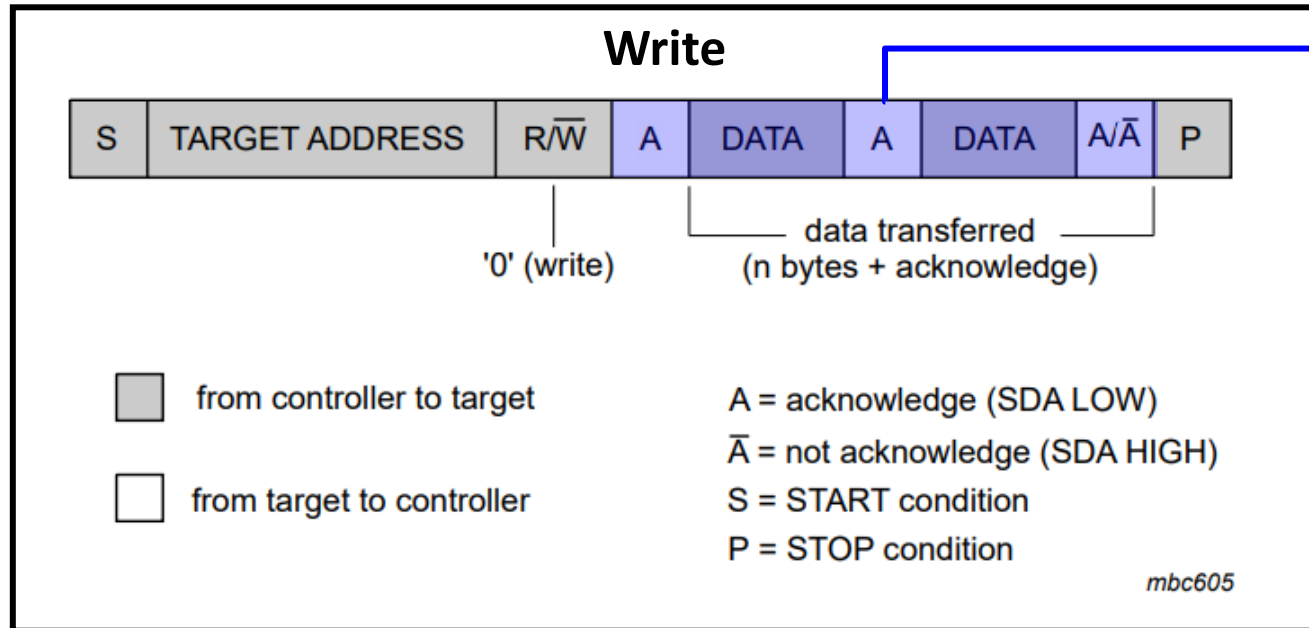 Write
S TARGET ADDRESS R/W̅ A DATA A DATA A/A̅ P
'0' (write)
data transferred
(n bytes + acknowledge)
from controller to target
from target to controller
A = acknowledge (SDA LOW)
A̅ = not acknowledge (SDA HIGH)
S = START condition
P = STOP condition
mbc605